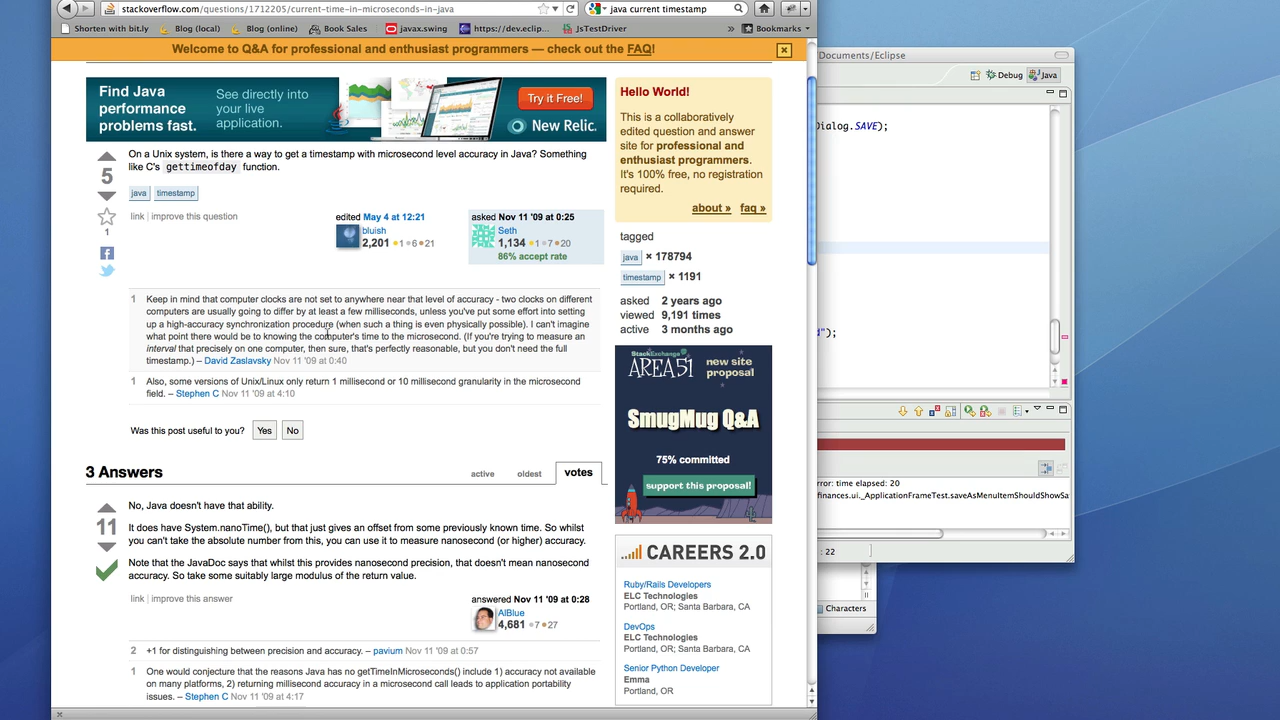 stackoverflow.com/questions/1712205/current-time-in-microseconds-in-java
java current timestamp
Shorten with bit.ly
Blog (local)
Blog (online)
Book Sales
javax.swing
https://dev.eclip...
JsTestDriver
»
Bookmarks
Welcome to Q&A for professional and enthusiast programmers — check out the FAQ!
Find Java
performance
problems fast.
See directly into
your live
application.
Try it Free!
New Relic.
5
On a Unix system, is there a way to get a timestamp with microsecond level accuracy in Java? Something
like C's gettimeofday function.
java timestamp
link | improve this question
1
edited May 4 at 12:21
bluish
2,201 1 6 21
asked Nov 11 '09 at 0:25
Seth
1,134 1 7 20
86% accept rate
1 Keep in mind that computer clocks are not set to anywhere near that level of accuracy - two clocks on different
computers are usually going to differ by at least a few milliseconds, unless you've put some effort into setting
up a high-accuracy synchronization procedure (when such a thing is even physically possible). I can't imagine
what point there would be to knowing the computer's time to the microsecond. (If you're trying to measure an
interval that precisely on one computer, then sure, that's perfectly reasonable, but you don't need the full
timestamp.) – David Zaslavsky Nov 11 '09 at 0:40
1 Also, some versions of Unix/Linux only return 1 millisecond or 10 millisecond granularity in the microsecond
field. – Stephen C Nov 11 '09 at 4:10
Was this post useful to you? Yes No
3 Answers
active oldest votes
11
No, Java doesn't have that ability.
It does have System.nanoTime(), but that just gives an offset from some previously known time. So whilst
you can't take the absolute number from this, you can use it to measure nanosecond (or higher) accuracy.
Note that the JavaDoc says that whilst this provides nanosecond precision, that doesn't mean nanosecond
accuracy. So take some suitably large modulus of the return value.
link | improve this answer
answered Nov 11 '09 at 0:28
AlBlue
4,681 7 27
2 +1 for distinguishing between precision and accuracy. – pavium Nov 11 '09 at 0:57
1 One would conjecture that the reasons Java has no getTimeInMicroseconds() include 1) accuracy not available
on many platforms, 2) returning millisecond accuracy in a microsecond call leads to application portability
issues. – Stephen C Nov 11 '09 at 4:17
Hello World!
This is a collaboratively
edited question and answer
site for professional and
enthusiast programmers.
It's 100% free, no registration
required.
about » faq »
tagged
java × 178794
timestamp × 1191
asked 2 years ago
viewed 9,191 times
active 3 months ago
StackExchange
AREA51
new site
proposal
SmugMug Q&A
75% committed
support this proposal!
CAREERS 2.0
Ruby/Rails Developers
ELC Technologies
Portland, OR; Santa Barbara, CA
DevOps
ELC Technologies
Portland, OR; Santa Barbara, CA
Senior Python Developer
Emma
Portland, OR
Documents/Eclipse
Debug
Java
Dialog.SAVE);
d");
rror: time elapsed: 20
finances.ui._ApplicationFrameTest.saveAsMenuItemShouldShowSa
: 22
Characters